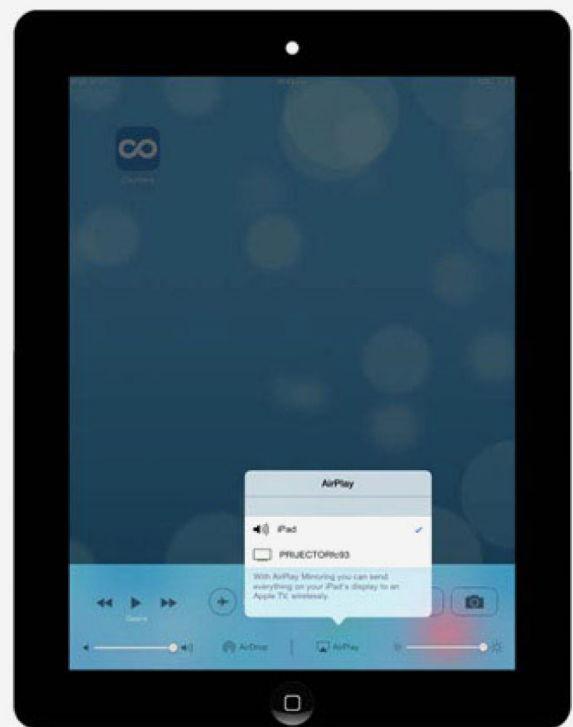 AirPlay
iPad
PRIJECTORfc93
With AirPlay Mirroring you can send
everything on your iPad's display to an
Apple TV, wirelessly.
AirDrop
AirPlay